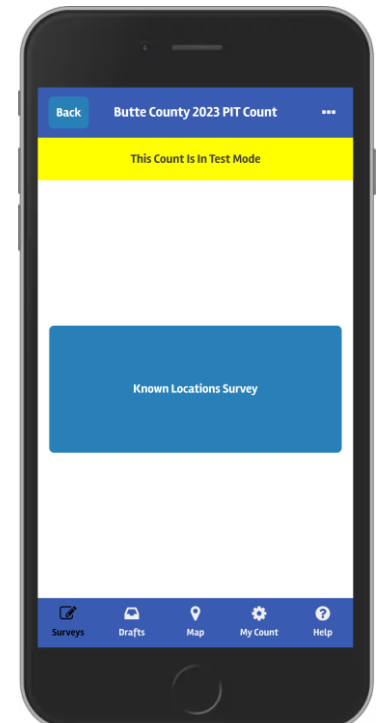 Back
Butte County 2023 PIT Count
•••
This Count Is In Test Mode
Known Locations Survey
Surveys
Drafts
Map
My Count
Help